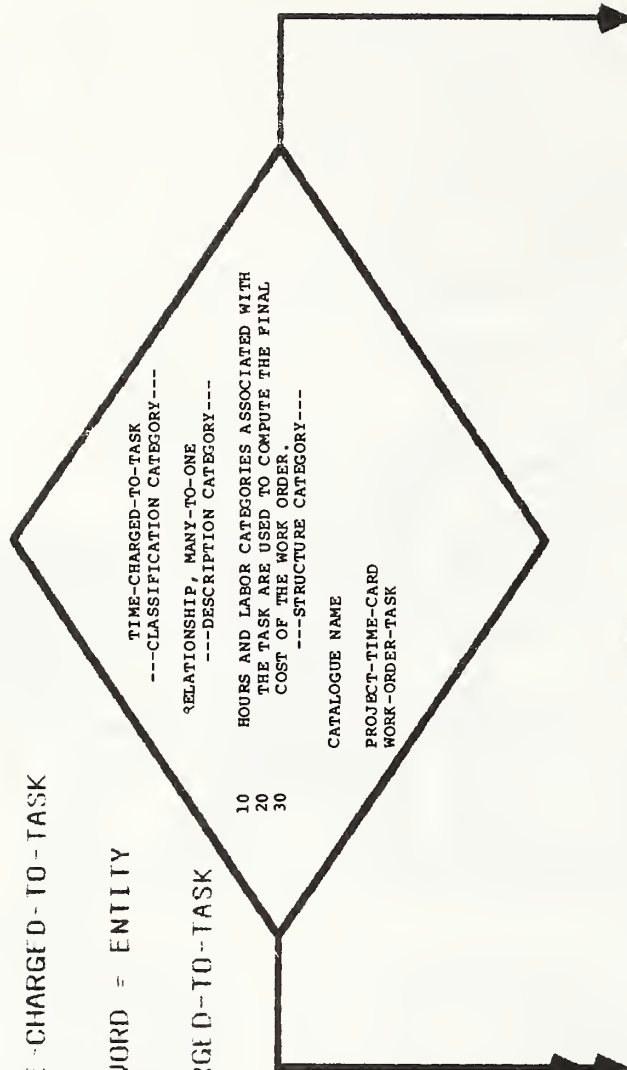 -CHARGED-TO-TASK
= ENTITY
-TO-TASK
TIME-CHARGED-TO-TASK
---CLASSIFICATION CATEGORY---
RELATIONSHIP, MANY-TO-ONE
---DESCRIPTION CATEGORY---
10 HOURS AND LABOR CATEGORIES ASSOCIATED WITH
20 THE TASK ARE USED TO COMPUTE THE FINAL
30 COST OF THE WORK ORDER.
---STRUCTURE CATEGORY---
CATALOGUE NAME
PROJECT-TIME-CARD
WORK-ORDER-TASK